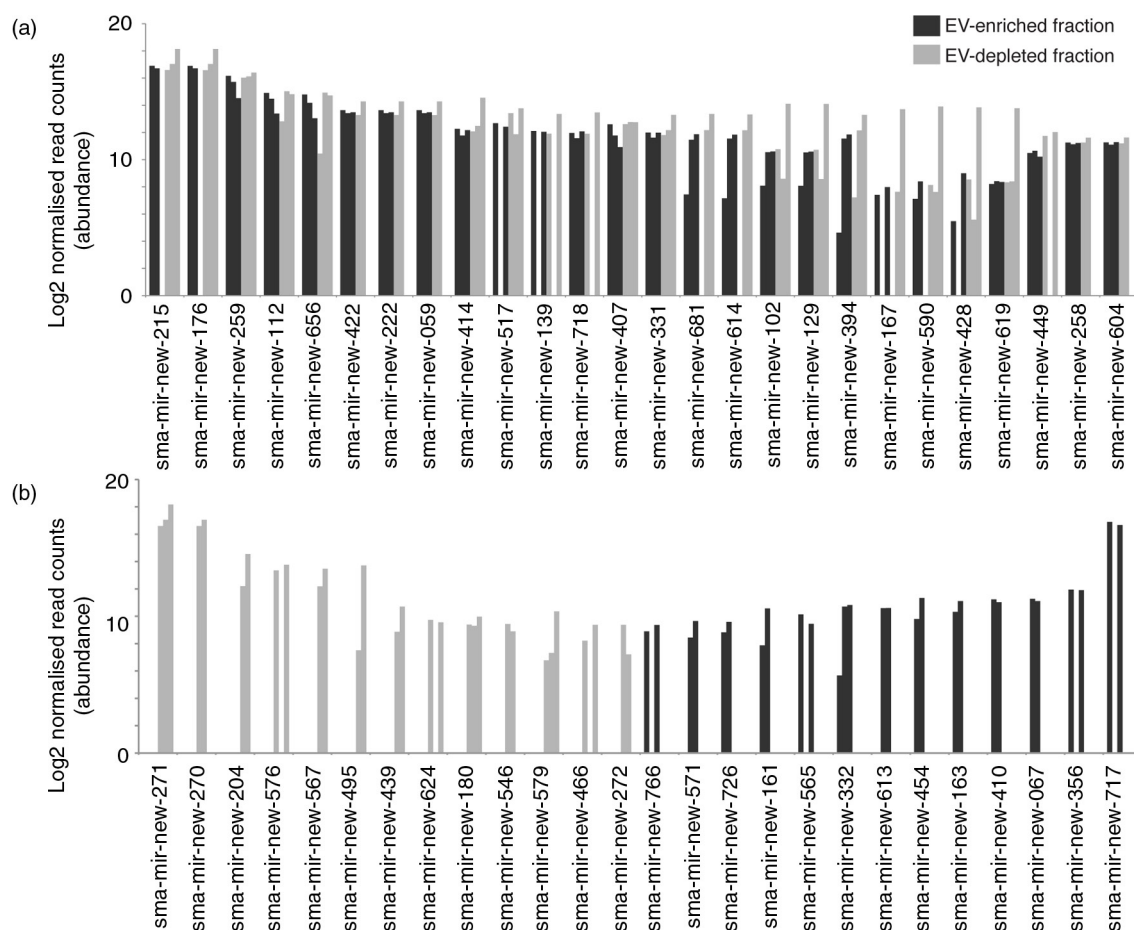 (a)
20
10
0
Log2 normalised read counts
(abundance)
EV-enriched fraction
EV-depleted fraction
sma-mir-new-215
sma-mir-new-176
sma-mir-new-259
sma-mir-new-112
sma-mir-new-656
sma-mir-new-422
sma-mir-new-222
sma-mir-new-059
sma-mir-new-414
sma-mir-new-517
sma-mir-new-139
sma-mir-new-718
sma-mir-new-407
sma-mir-new-331
sma-mir-new-681
sma-mir-new-614
sma-mir-new-102
sma-mir-new-129
sma-mir-new-394
sma-mir-new-167
sma-mir-new-590
sma-mir-new-428
sma-mir-new-619
sma-mir-new-449
sma-mir-new-258
sma-mir-new-604
(b)
20
10
0
Log2 normalised read counts
(abundance)
sma-mir-new-271
sma-mir-new-270
sma-mir-new-204
sma-mir-new-576
sma-mir-new-567
sma-mir-new-495
sma-mir-new-439
sma-mir-new-624
sma-mir-new-180
sma-mir-new-546
sma-mir-new-579
sma-mir-new-466
sma-mir-new-272
sma-mir-new-766
sma-mir-new-571
sma-mir-new-726
sma-mir-new-161
sma-mir-new-565
sma-mir-new-332
sma-mir-new-613
sma-mir-new-454
sma-mir-new-163
sma-mir-new-410
sma-mir-new-067
sma-mir-new-356
sma-mir-new-717